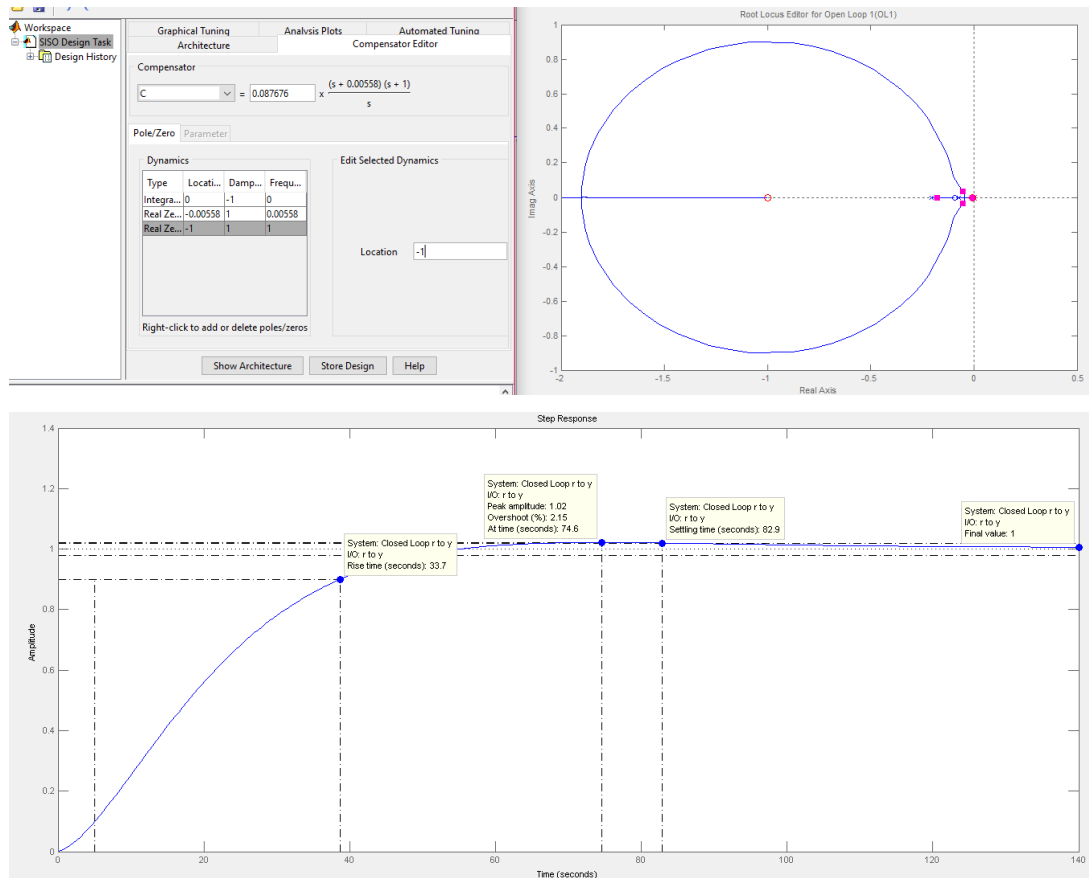 Workspace
SISO Design Task
Design History
Graphical Tuning
Analysis Plots
Automated Tuning
Architecture
Compensator Editor
Compensator
C
=
0.087676
x
(s + 0.00558) (s + 1)
s
Pole/Zero
Parameter
Dynamics
Type Locati... Damp... Frequ...
Integra... 0 -1 0
Real Ze... -0.00558 1 0.00558
Real Ze... -1 1 1
Right-click to add or delete poles/zeros
Edit Selected Dynamics
Location
-1
Show Architecture
Store Design
Help
Root Locus Editor for Open Loop 1(OL1)
1
0.8
0.6
0.4
0.2
0
-0.2
-0.4
-0.6
-0.8
-1
Imag Axis
-2 -1.5 -1 -0.5 0 0.5
Real Axis
Step Response
1.4
1.2
1
0.8
0.6
0.4
0.2
0
Amplitude
System: Closed Loop r to y
I/O: r to y
Rise time (seconds): 33.7
System: Closed Loop r to y
I/O: r to y
Peak amplitude: 1.02
Overshoot (%): 2.15
At time (seconds): 74.6
System: Closed Loop r to y
I/O: r to y
Settling time (seconds): 82.9
System: Closed Loop r to y
I/O: r to y
Final value: 1
0 20 40 60 80 100 120 140
Time (seconds)